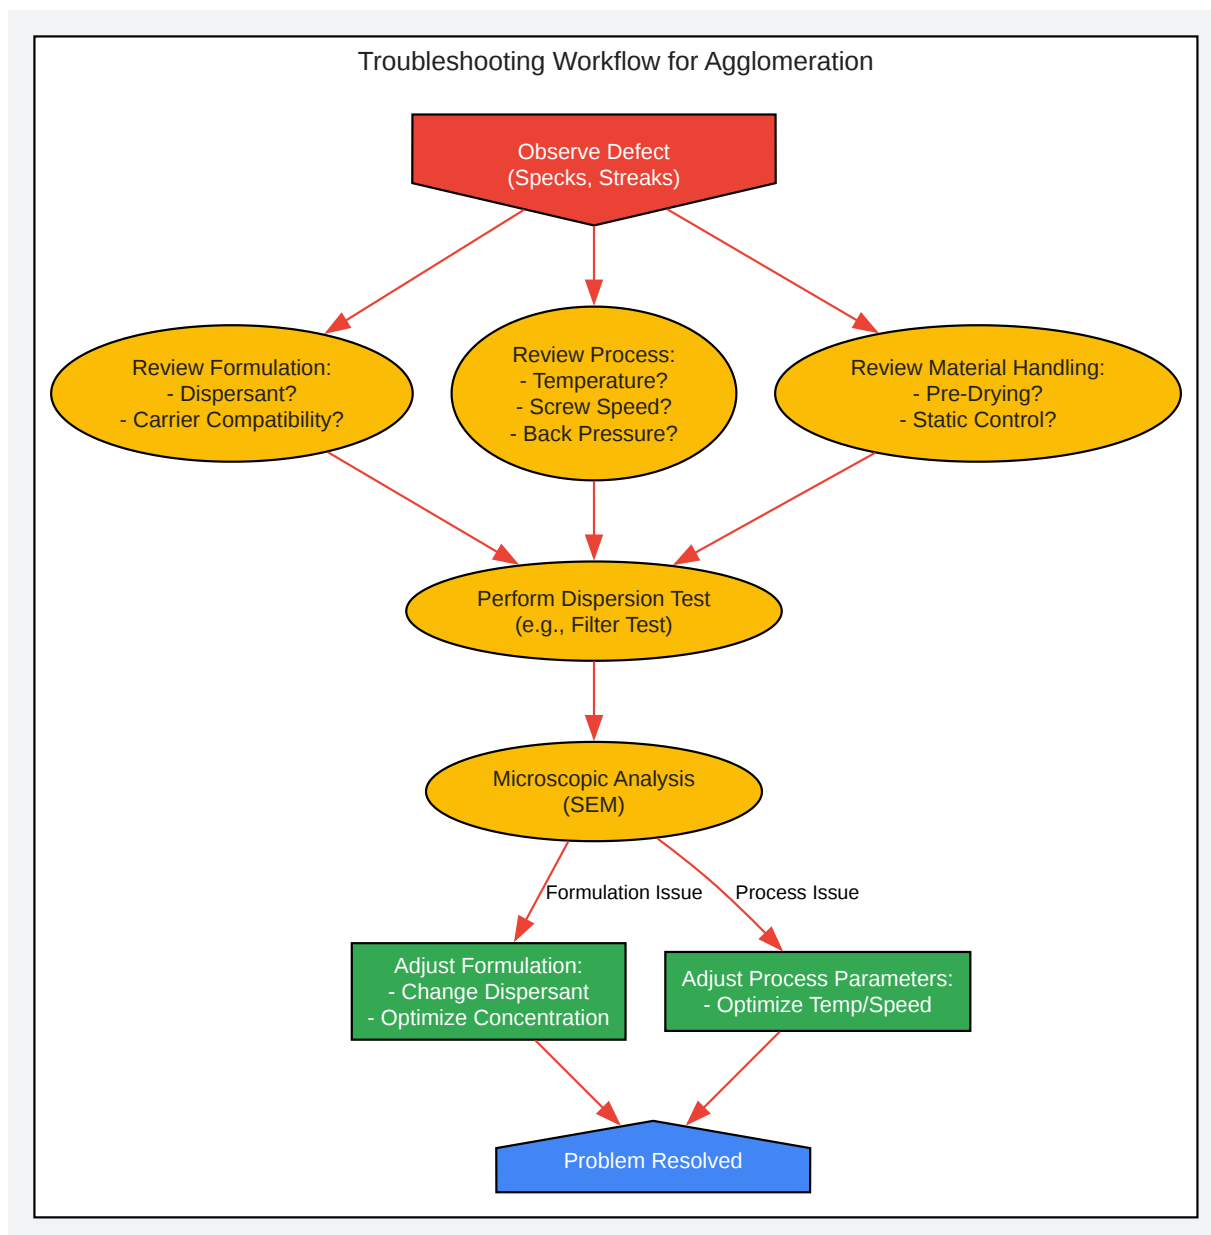 Troubleshooting Workflow for Agglomeration
Observe Defect
(Specks, Streaks)
Review Formulation:
- Dispersant?
- Carrier Compatibility?
Review Process:
- Temperature?
- Screw Speed?
- Back Pressure?
Review Material Handling:
- Pre-Drying?
- Static Control?
Perform Dispersion Test
(e.g., Filter Test)
Microscopic Analysis
(SEM)
Formulation Issue
Process Issue
Adjust Formulation:
- Change Dispersant
- Optimize Concentration
Adjust Process Parameters:
- Optimize Temp/Speed
Problem Resolved